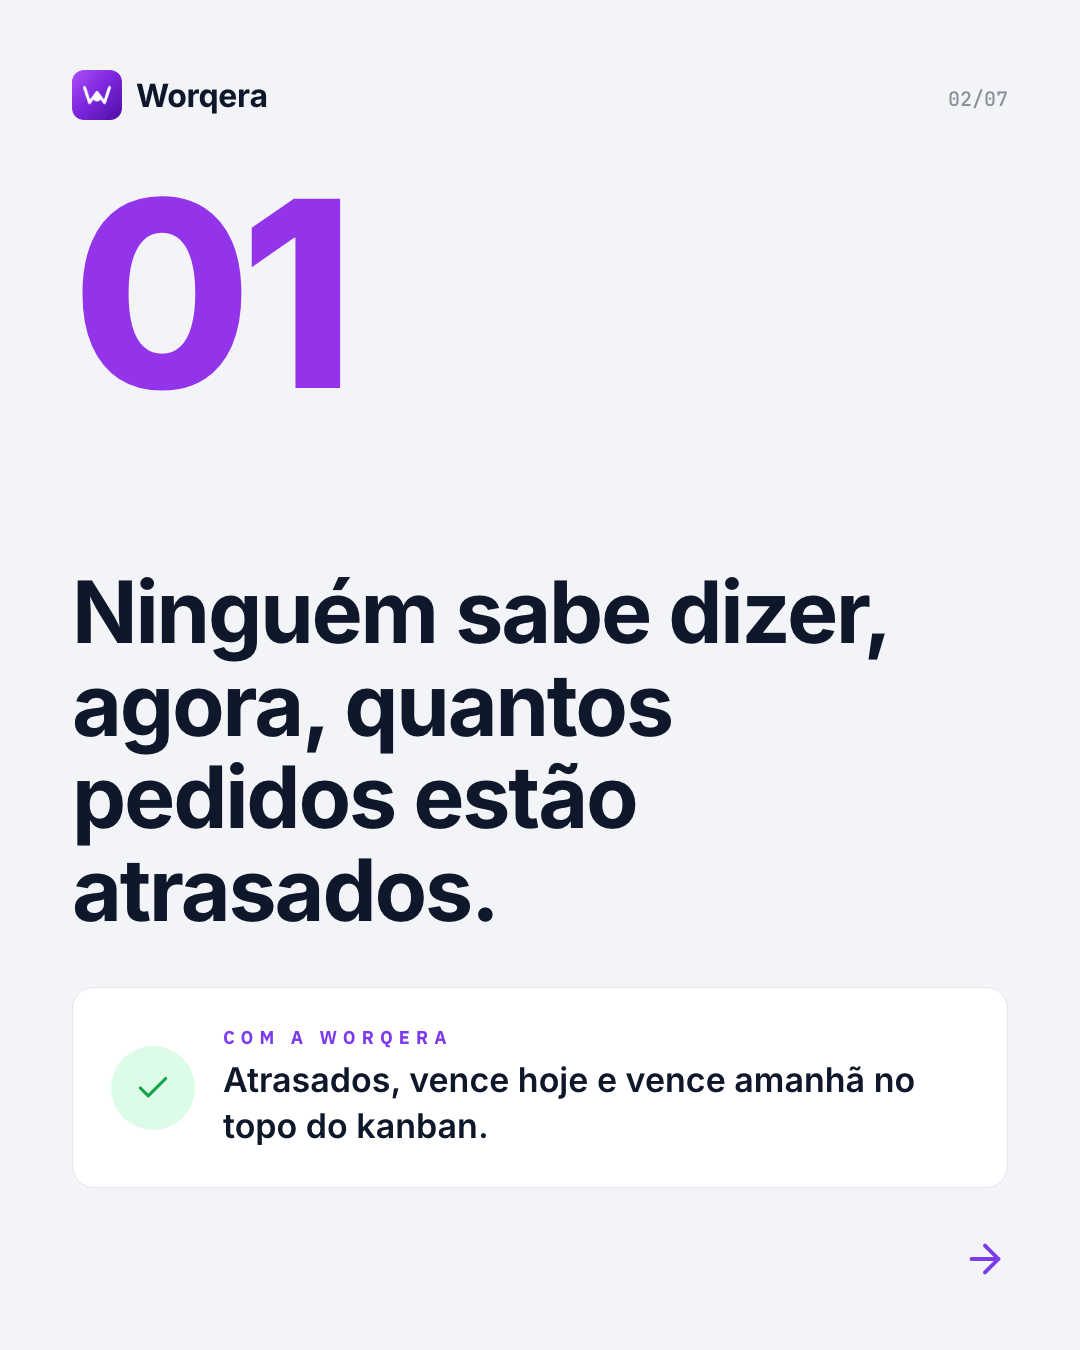 Worqera
02/07
01
Ninguém sabe dizer,
agora, quantos
pedidos estão
atrasados.
COM A WORQERA
Atrasados, vence hoje e vence amanhã no
topo do kanban.